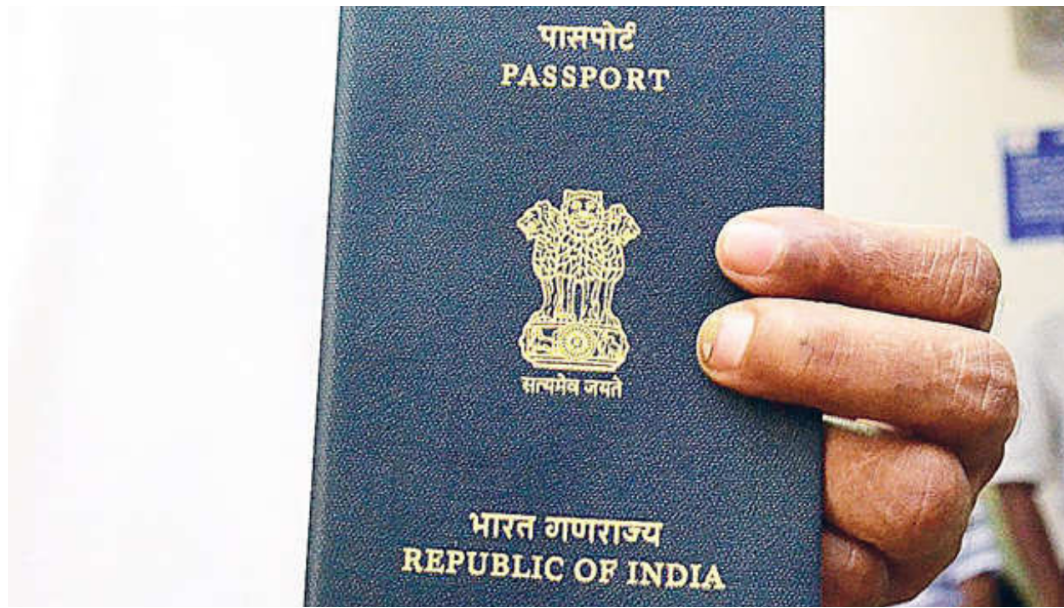 पासपोर्ट
PASSPORT
सत्यमेव जयते
भारत गणराज्य
REPUBLIC OF INDIA